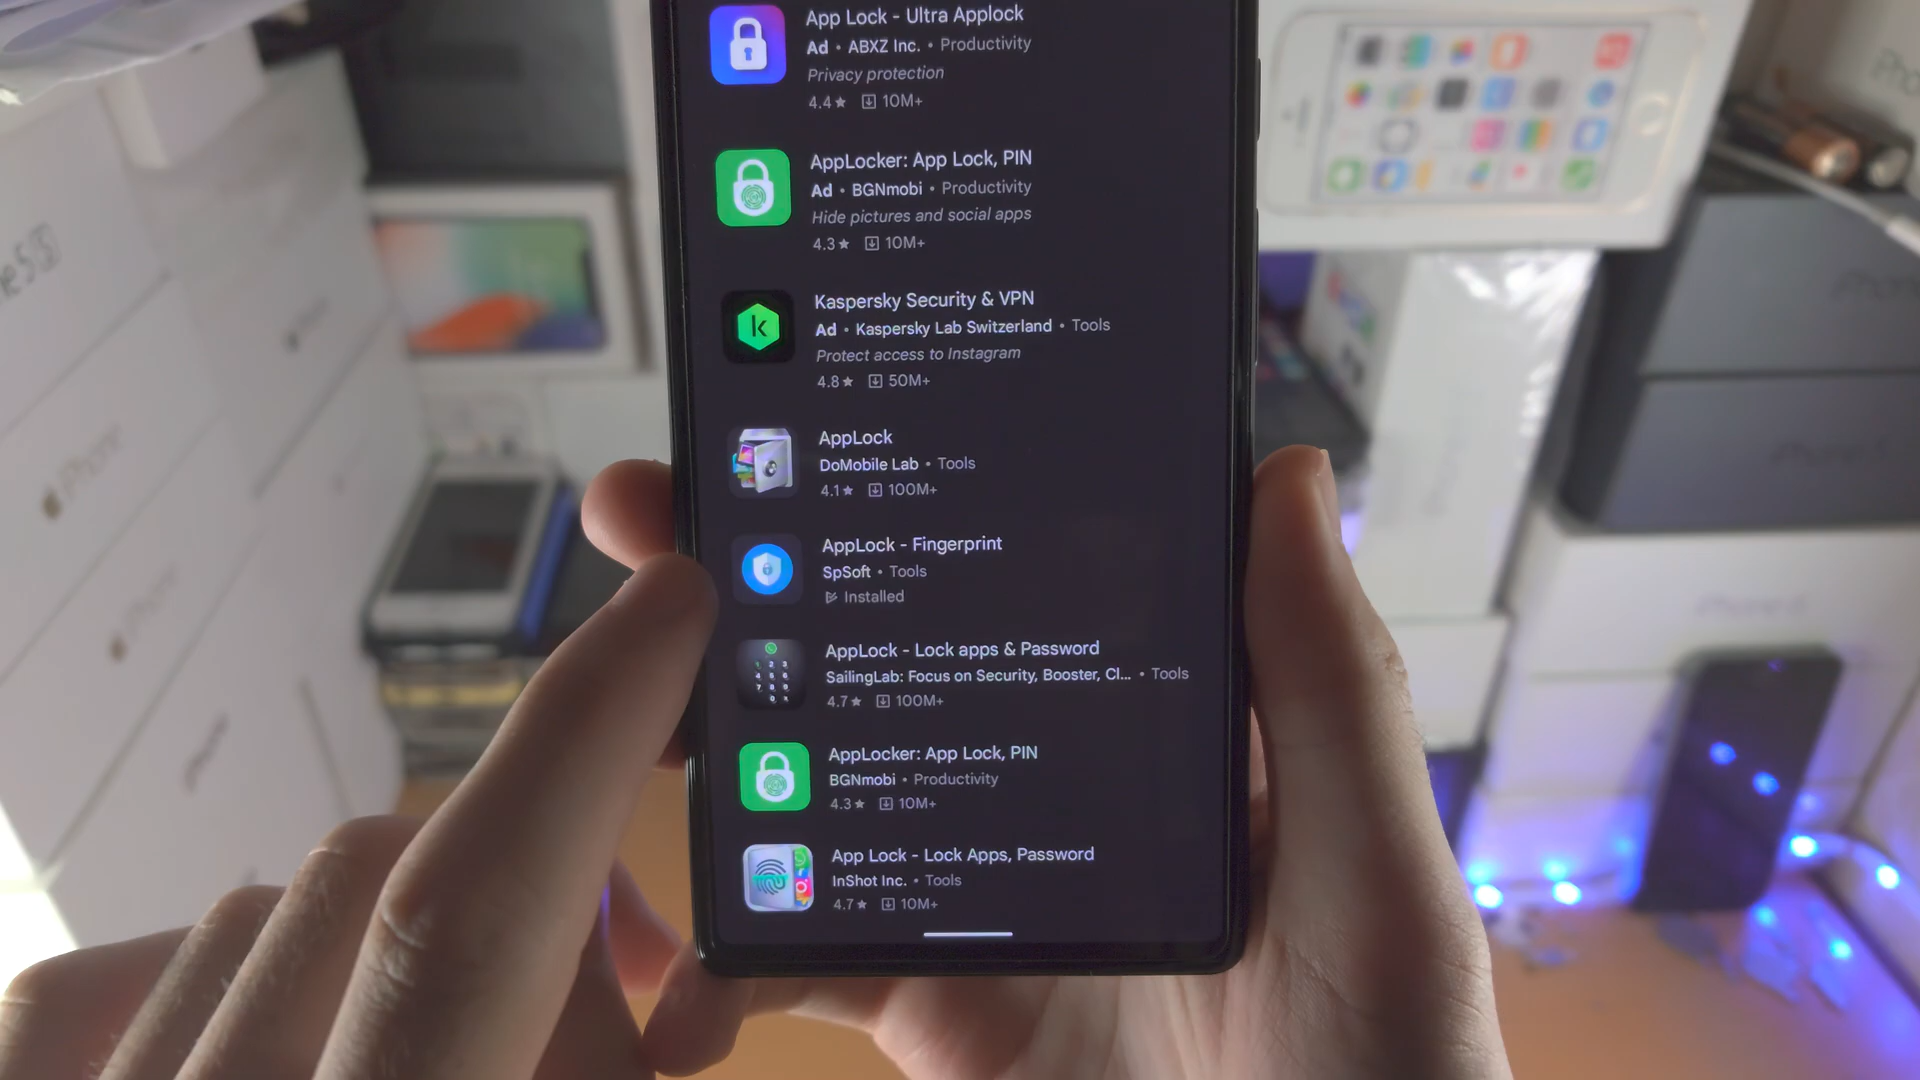 App Lock - Ultra Applock
Ad • ABXZ Inc. • Productivity
Privacy protection
4.4★ 10M+
AppLocker: App Lock, PIN
Ad • BGNmobi • Productivity
Hide pictures and social apps
4.3★ 10M+
k
Kaspersky Security & VPN
Ad • Kaspersky Lab Switzerland • Tools
Protect access to Instagram
4.8★ 50M+
AppLock
DoMobile Lab • Tools
4.1★ 100M+
AppLock - Fingerprint
SpSoft • Tools
Installed
AppLock - Lock apps & Password
SailingLab: Focus on Security, Booster, Cl... • Tools
4.7★ 100M+
AppLocker: App Lock, PIN
BGNmobi • Productivity
4.3★ 10M+
App Lock - Lock Apps, Password
InShot Inc. • Tools
4.7★ 10M+
iPhone
iPhone